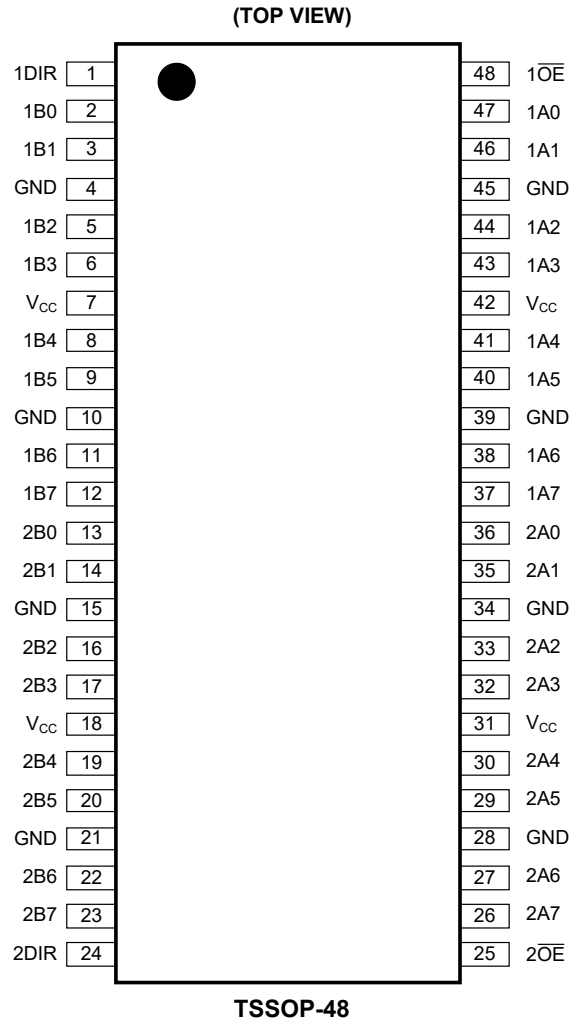 (TOP VIEW)
1DIR 1 48 1O̅E̅
1B0 2 47 1A0
1B1 3 46 1A1
GND 4 45 GND
1B2 5 44 1A2
1B3 6 43 1A3
VCC 7 42 VCC
1B4 8 41 1A4
1B5 9 40 1A5
GND 10 39 GND
1B6 11 38 1A6
1B7 12 37 1A7
2B0 13 36 2A0
2B1 14 35 2A1
GND 15 34 GND
2B2 16 33 2A2
2B3 17 32 2A3
VCC 18 31 VCC
2B4 19 30 2A4
2B5 20 29 2A5
GND 21 28 GND
2B6 22 27 2A6
2B7 23 26 2A7
2DIR 24 25 2O̅E̅
TSSOP-48